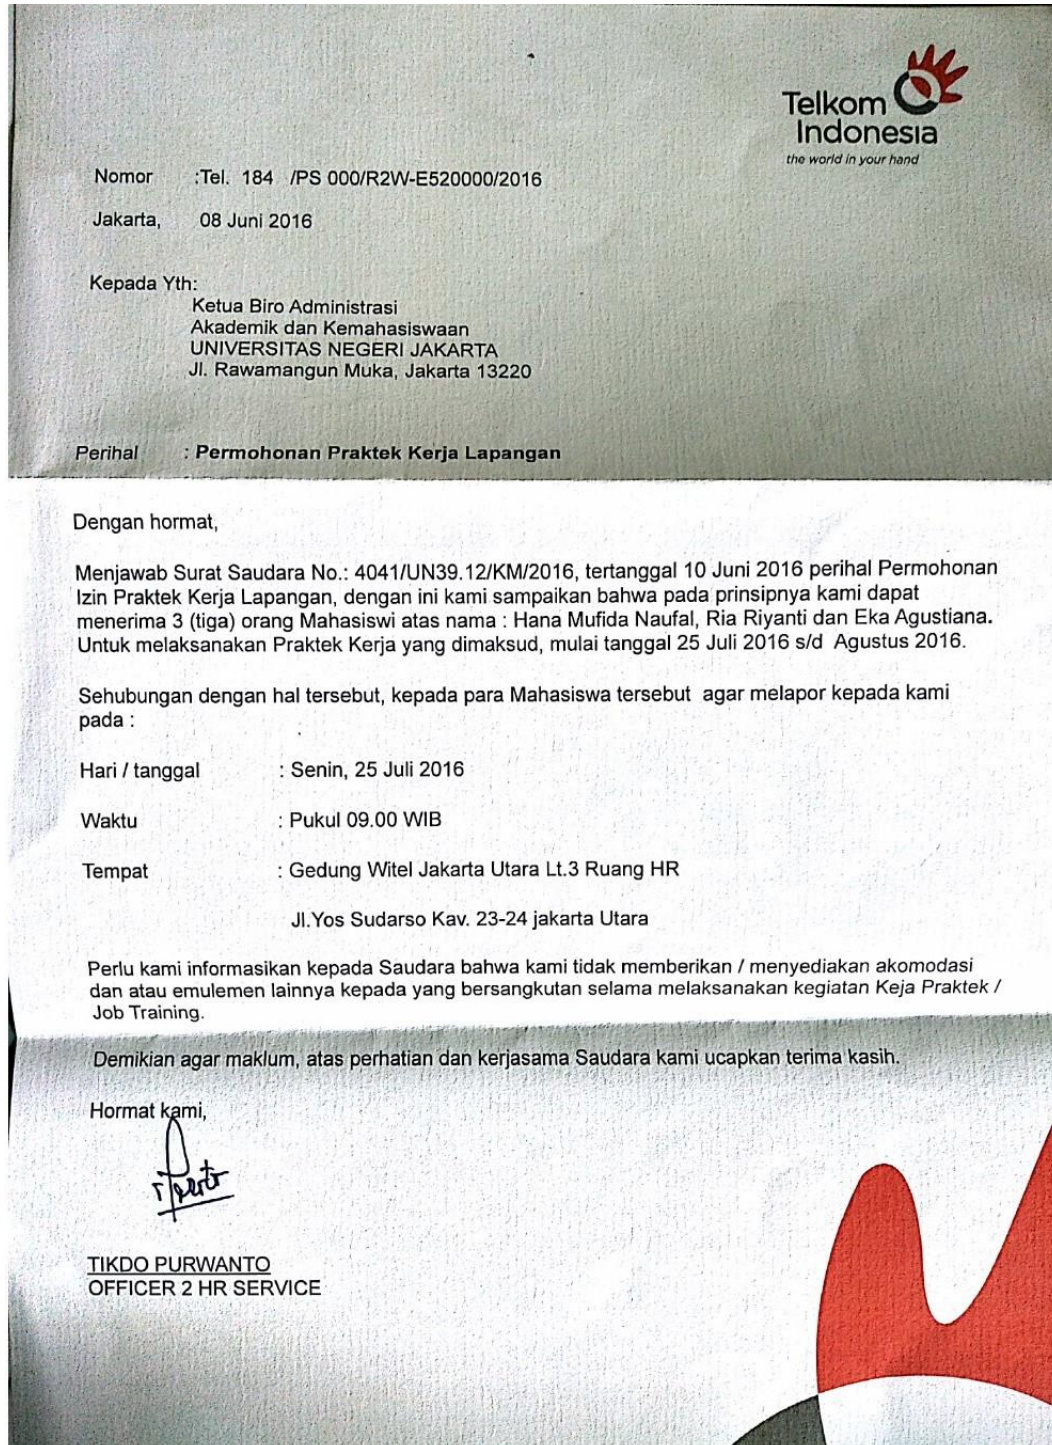 Telkom
Indonesia
the world in your hand
Nomor :Tel. 184 /PS 000/R2W-E520000/2016
Jakarta, 08 Juni 2016
Kepada Yth:
Ketua Biro Administrasi
Akademik dan Kemahasiswaan
UNIVERSITAS NEGERI JAKARTA
Jl. Rawamangun Muka, Jakarta 13220
Perihal : Permohonan Praktek Kerja Lapangan
Dengan hormat,
Menjawab Surat Saudara No.: 4041/UN39.12/KM/2016, tertanggal 10 Juni 2016 perihal Permohonan
Izin Praktek Kerja Lapangan, dengan ini kami sampaikan bahwa pada prinsipnya kami dapat
menerima 3 (tiga) orang Mahasiswi atas nama : Hana Mufida Naufal, Ria Riyanti dan Eka Agustiana.
Untuk melaksanakan Praktek Kerja yang dimaksud, mulai tanggal 25 Juli 2016 s/d Agustus 2016.
Sehubungan dengan hal tersebut, kepada para Mahasiswa tersebut agar melapor kepada kami
pada :
Hari / tanggal : Senin, 25 Juli 2016
Waktu : Pukul 09.00 WIB
Tempat : Gedung Witel Jakarta Utara Lt.3 Ruang HR
Jl.Yos Sudarso Kav. 23-24 jakarta Utara
Perlu kami informasikan kepada Saudara bahwa kami tidak memberikan / menyediakan akomodasi
dan atau emulemen lainnya kepada yang bersangkutan selama melaksanakan kegiatan Keja Praktek /
Job Training.
Demikian agar maklum, atas perhatian dan kerjasama Saudara kami ucapkan terima kasih.
Hormat kami,
TIKDO PURWANTO
OFFICER 2 HR SERVICE